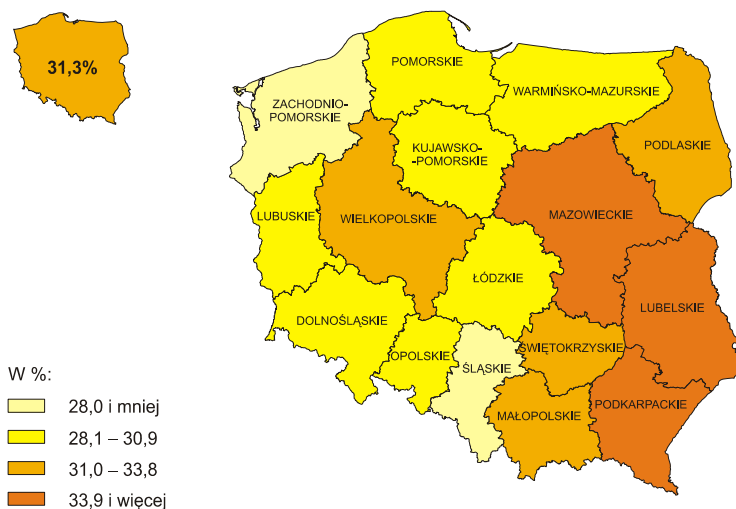 31,3%
POMORSKIE
WARMIŃSKO-MAZURSKIE
ZACHODNIO-
POMORSKIE
KUJAWSKO-
-POMORSKIE
PODLASKIE
LUBUSKIE
WIELKOPOLSKIE
MAZOWIECKIE
ŁÓDZKIE
LUBELSKIE
DOLNOŚLĄSKIE
OPOLSKIE
ŚLĄSKIE
ŚWIĘTOKRZYSKIE
MAŁOPOLSKIE
PODKARPACKIE
W %:
28,0 i mniej
28,1 – 30,9
31,0 – 33,8
33,9 i więcej